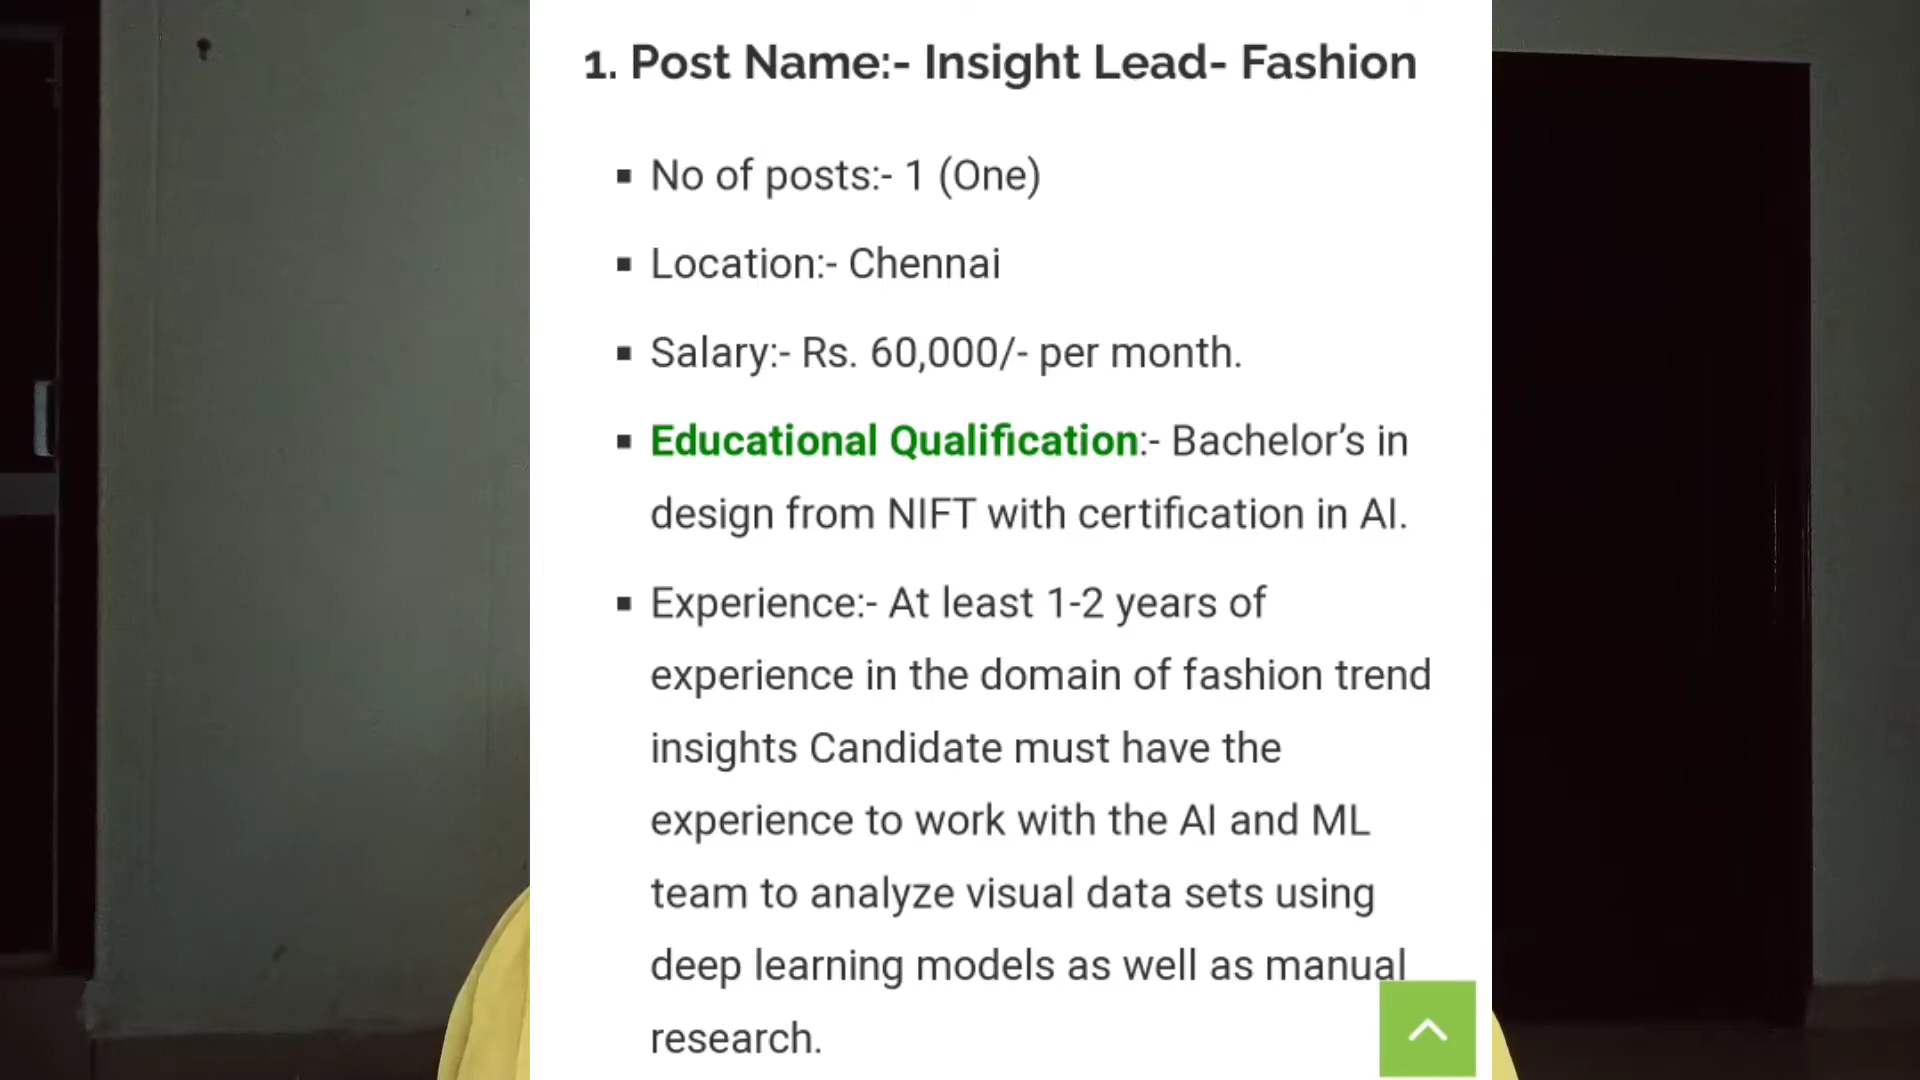 1. Post Name:- Insight Lead- Fashion
▪ No of posts:- 1 (One)
▪ Location:- Chennai
▪ Salary:- Rs. 60,000/- per month.
▪ Educational Qualification:- Bachelor’s in
design from NIFT with certification in AI.
▪ Experience:- At least 1-2 years of
experience in the domain of fashion trend
insights Candidate must have the
experience to work with the AI and ML
team to analyze visual data sets using
deep learning models as well as manual
research.